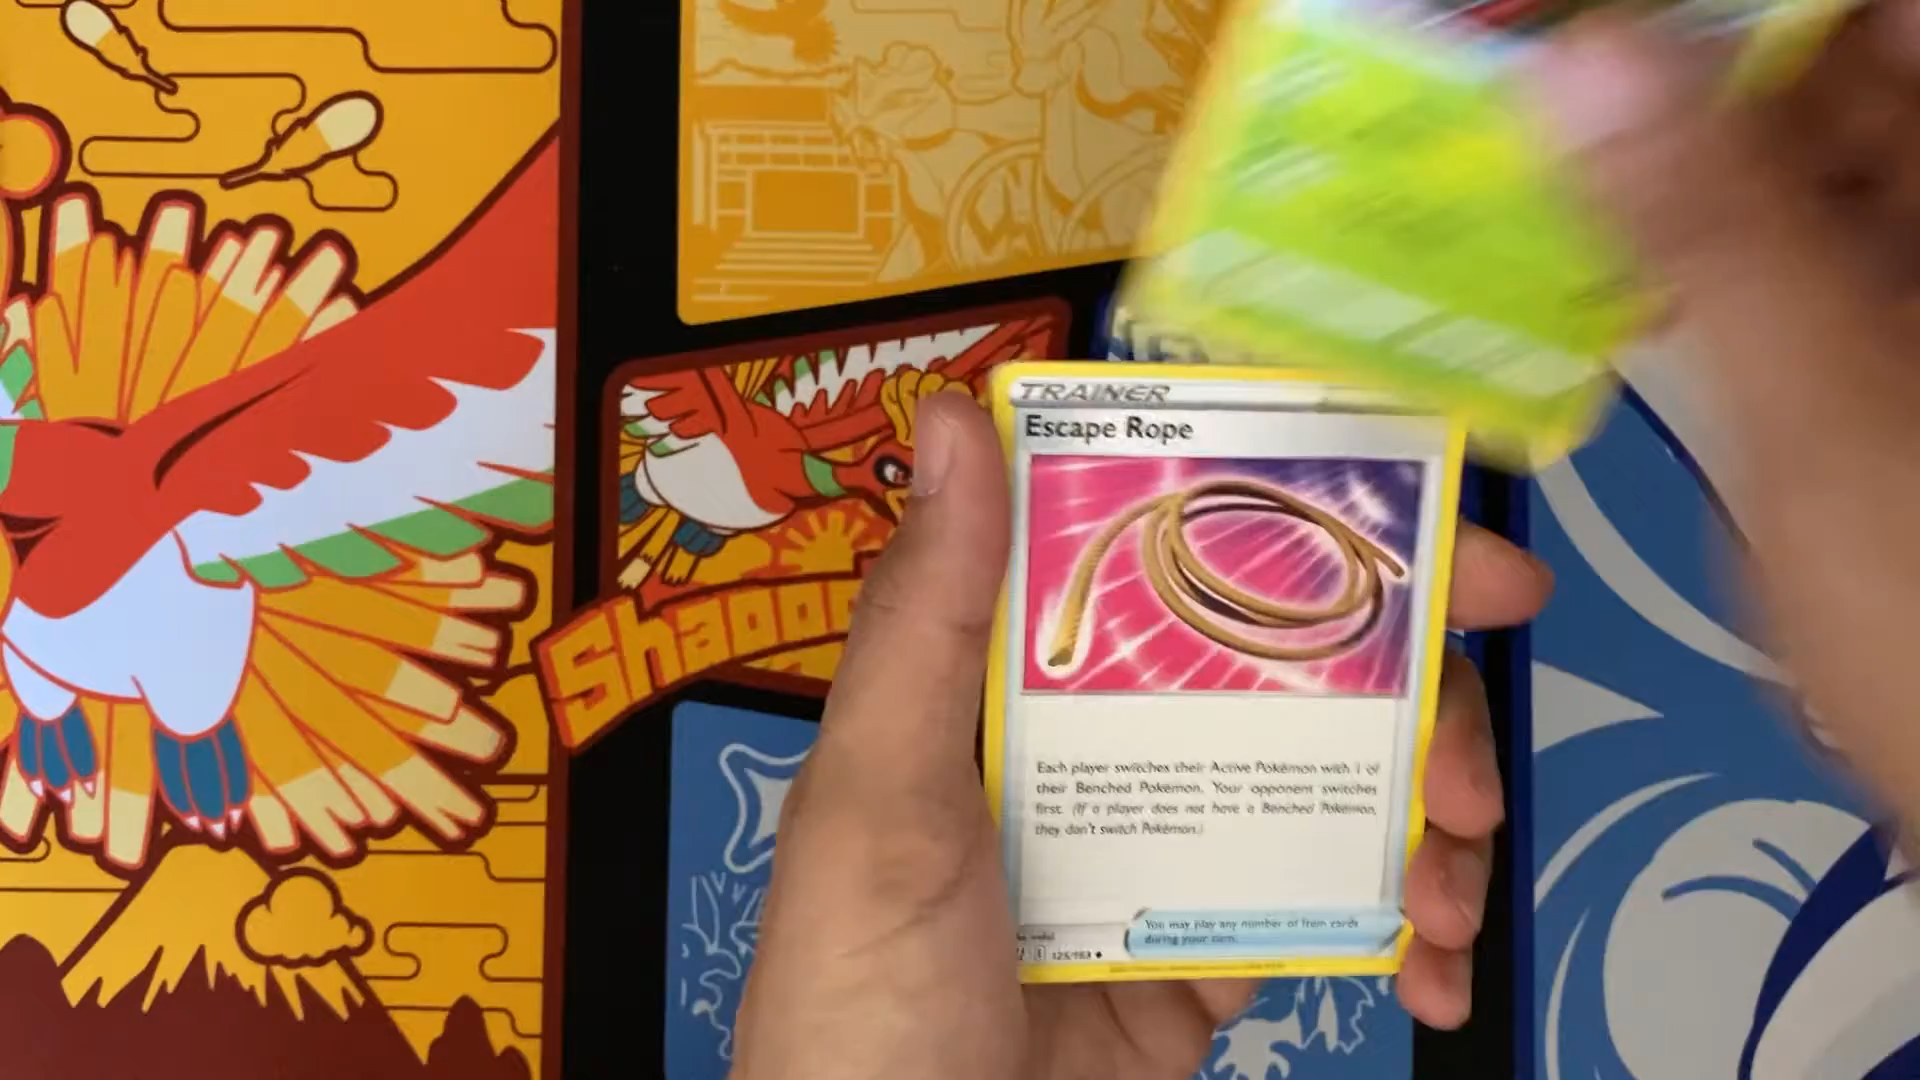 TRAINER
Escape Rope
Shaooo
Each player switches their Active Pokémon with 1 of
their Benched Pokémon. Your opponent switches
first. (If a player does not have a Benched Pokémon,
they don't switch Pokémon.)
You may play any number of Item cards
during your turn.
125/163